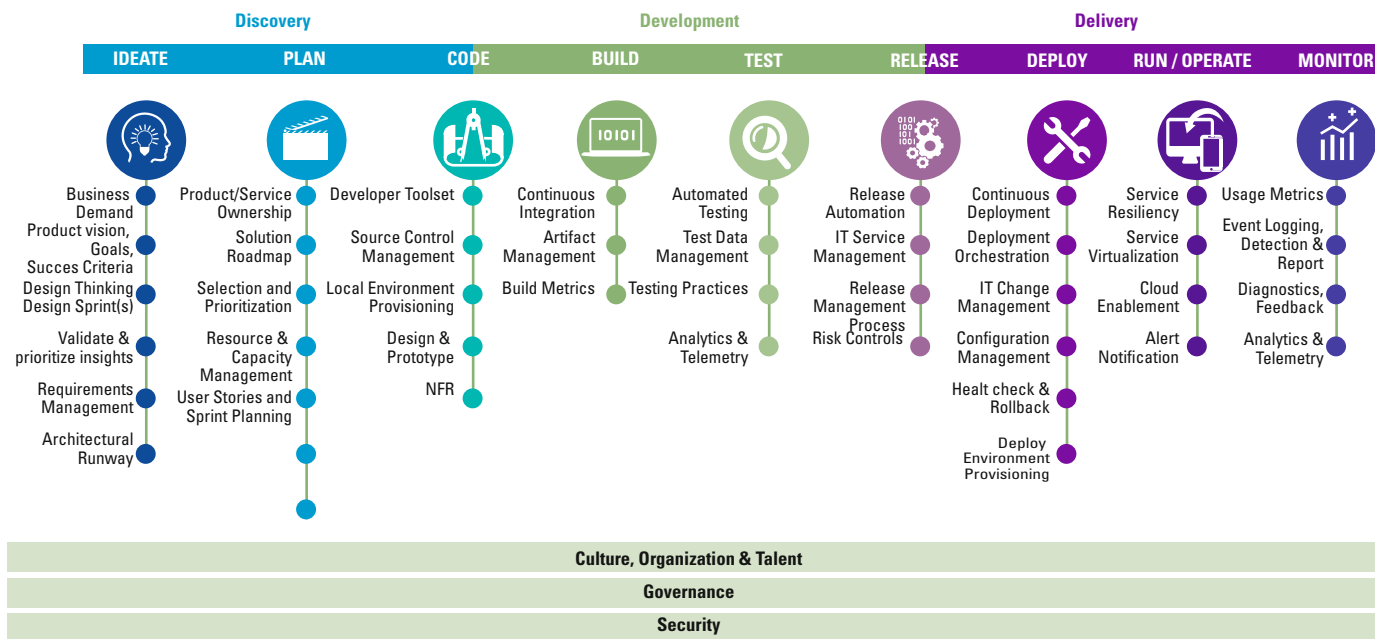 Discovery
Development
Delivery
IDEATE
PLAN
CODE
BUILD
TEST
RELEASE
DEPLOY
RUN / OPERATE
MONITOR
Business
Demand
Product vision,
Goals,
Succes Criteria
Design Thinking
Design Sprint(s)
Validate &
prioritize insights
Requirements
Management
Architectural
Runway
Product/Service
Ownership
Solution
Roadmap
Selection and
Prioritization
Resource &
Capacity
Management
User Stories and
Sprint Planning
Developer Toolset
Source Control
Management
Local Environment
Provisioning
Design &
Prototype
NFR
10101
Continuous
Integration
Artifact
Management
Build Metrics
Automated
Testing
Test Data
Management
Testing Practices
Analytics &
Telemetry
0101
100
101
1001
Release
Automation
IT Service
Management
Release
Management
Process
Risk Controls
Continuous
Deployment
Deployment
Orchestration
IT Change
Management
Configuration
Management
Healt check &
Rollback
Deploy
Environment
Provisioning
Service
Resiliency
Service
Virtualization
Cloud
Enablement
Alert
Notification
Usage Metrics
Event Logging,
Detection &
Report
Diagnostics,
Feedback
Analytics &
Telemetry
Culture, Organization & Talent
Governance
Security